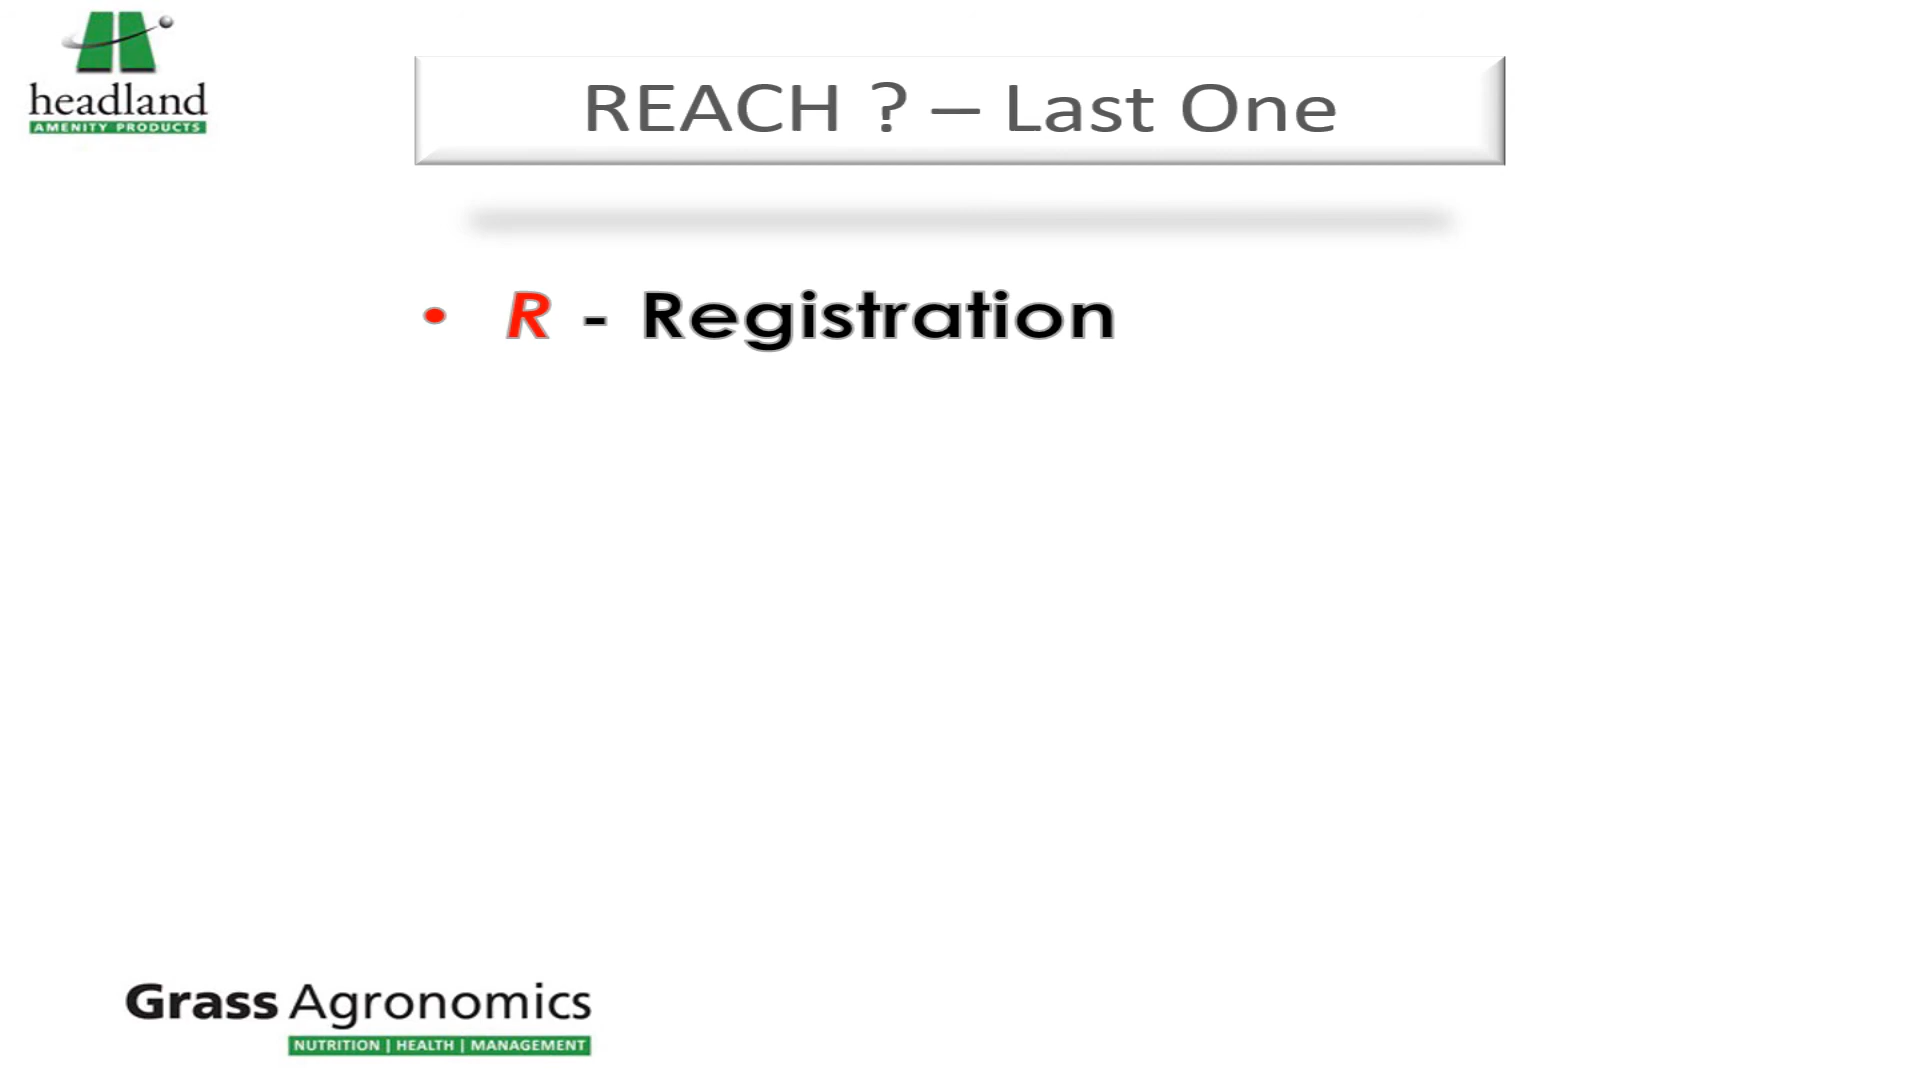 headland
AMENITY PRODUCTS
REACH ? – Last One
• R - Registration
Grass Agronomics
NUTRITION | HEALTH | MANAGEMENT